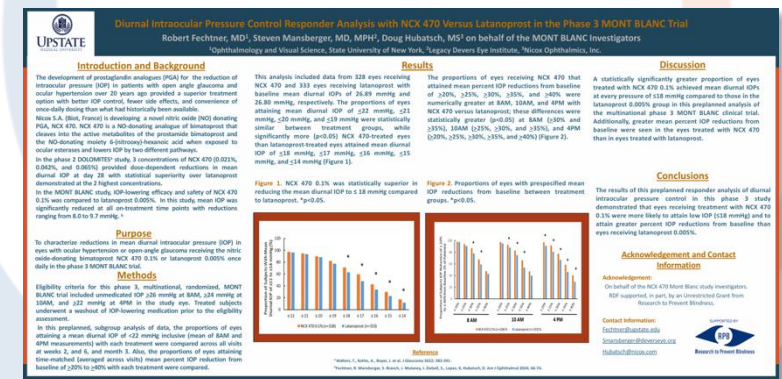 UPSTATE
MEDICAL UNIVERSITY
Diurnal Intraocular Pressure Control Responder Analysis with NCX 470 Versus Latanoprost in the Phase 3 MONT BLANC Trial
Robert Fechtner, MD¹, Steven Mansberger, MD, MPH², Doug Hubatsch, MS³ on behalf of the MONT BLANC Investigators
¹Ophthalmology and Visual Science, State University of New York, ²Legacy Devers Eye Institute, ³Nicox Ophthalmics, Inc.
Introduction and Background
The development of prostaglandin analogues (PGA) for the reduction of
intraocular pressure (IOP) in patients with open angle glaucoma and
ocular hypertension over 20 years ago provided a superior treatment
option with better IOP control, fewer side effects, and convenience of
once-daily dosing than what had historically been available.
Nicox S.A. (Biot, France) is developing a novel nitric oxide (NO) donating
PGA, NCX 470. NCX 470 is a NO-donating analogue of bimatoprost that
cleaves into the active metabolites of the prostamide bimatoprost and
the NO-donating moiety 6-(nitrooxy)-hexanoic acid when exposed to
ocular esterases and lowers IOP by two different pathways.
In the phase 2 DOLOMITES¹ study, 3 concentrations of NCX 470 (0.021%,
0.042%, and 0.065%) provided dose-dependent reductions in mean
diurnal IOP at day 28 with statistical superiority over latanoprost
demonstrated at the 2 highest concentrations.
In the MONT BLANC study, IOP-lowering efficacy and safety of NCX 470
0.1% was compared to latanoprost 0.005%. In this study, mean IOP was
significantly reduced at all on-treatment time points with reductions
ranging from 8.0 to 9.7 mmHg.
Purpose
To characterize reductions in mean diurnal intraocular pressure (IOP) in
eyes with ocular hypertension or open-angle glaucoma receiving the nitric
oxide-donating bimatoprost NCX 470 0.1% or latanoprost 0.005% once
daily in the phase 3 MONT BLANC trial.
Methods
Eligibility criteria for this phase 3, multinational, randomized, MONT
BLANC trial included unmedicated IOP ≥26 mmHg at 8AM, ≥24 mmHg at
10AM, and ≥22 mmHg at 4PM in the study eye. Treated subjects
underwent a washout of IOP-lowering medication prior to the eligibility
assessment.
In this preplanned, subgroup analysis of data, the proportions of eyes
attaining a mean diurnal IOP of <22 mmHg inclusive (mean of 8AM and
4PM measurements) with each treatment were compared across all visits
at weeks 2, and 6, and month 3. Also, the proportions of eyes attaining
time-matched (averaged across visits) mean percent IOP reduction from
baseline of ≥20% to ≥40% with each treatment were compared.
Results
This analysis included data from 328 eyes receiving
NCX 470 and 333 eyes receiving latanoprost with
baseline mean diurnal IOPs of 26.89 mmHg and
26.80 mmHg, respectively. The proportions of eyes
attaining mean diurnal IOP of ≤22 mmHg, ≤21
mmHg, ≤20 mmHg, and ≤19 mmHg were statistically
similar between treatment groups, while
significantly more (p<0.05) NCX 470-treated eyes
than latanoprost-treated eyes attained mean diurnal
IOP of ≤18 mmHg, ≤17 mmHg, ≤16 mmHg, ≤15
mmHg, and ≤14 mmHg (Figure 1).
Figure 1. NCX 470 0.1% was statistically superior in
reducing the mean diurnal IOP to ≤ 18 mmHg compared
to latanoprost. *p<0.05.
The proportions of eyes receiving NCX 470 that
attained mean percent IOP reductions from baseline
of ≥20%, ≥25%, ≥30%, ≥35%, and ≥40% were
numerically greater at 8AM, 10AM, and 4PM with
NCX 470 versus latanoprost; these differences were
statistically greater (p<0.05) at 8AM (≥30% and
≥35%), 10AM (≥25%, ≥30%, and ≥35%), and 4PM
(≥20%, ≥25%, ≥30%, ≥35%, and ≥40%) (Figure 2).
Figure 2. Proportions of eyes with prespecified mean
IOP reductions from baseline between treatment
groups. *p<0.05.
120
100
80
60
40
20
0
≤22 ≤21 ≤20 ≤19 ≤18 ≤17 ≤16 ≤15 ≤14
NCX 470 0.1% (n=328) Latanoprost (n=333)
8 AM 10 AM 4 PM
Reference
Discussion
A statistically significantly greater proportion of eyes
treated with NCX 470 0.1% achieved mean diurnal IOPs
at every pressure of ≤18 mmHg compared to those in the
latanoprost 0.005% group in this preplanned analysis of
the multinational phase 3 MONT BLANC clinical trial.
Additionally, greater mean percent IOP reductions from
baseline were seen in the eyes treated with NCX 470
than in eyes treated with latanoprost.
Conclusions
The results of this preplanned responder analysis of diurnal
intraocular pressure control in this phase 3 study
demonstrated that eyes receiving treatment with NCX 470
0.1% were more likely to attain low IOP (≤18 mmHg) and to
attain greater percent IOP reductions from baseline than
eyes receiving latanoprost 0.005%.
Acknowledgement and Contact
Information
Acknowledgement:
On behalf of the NCX 470 Mont Blanc study investigators.
RDF supported, in part, by an Unrestricted Grant from
Research to Prevent Blindness.
Contact Information:
Fechtner@upstate.edu
Smansberger@deverseye.org
Hubatsch@nicox.com
SUPPORTED BY
RPB
Research to Prevent Blindness